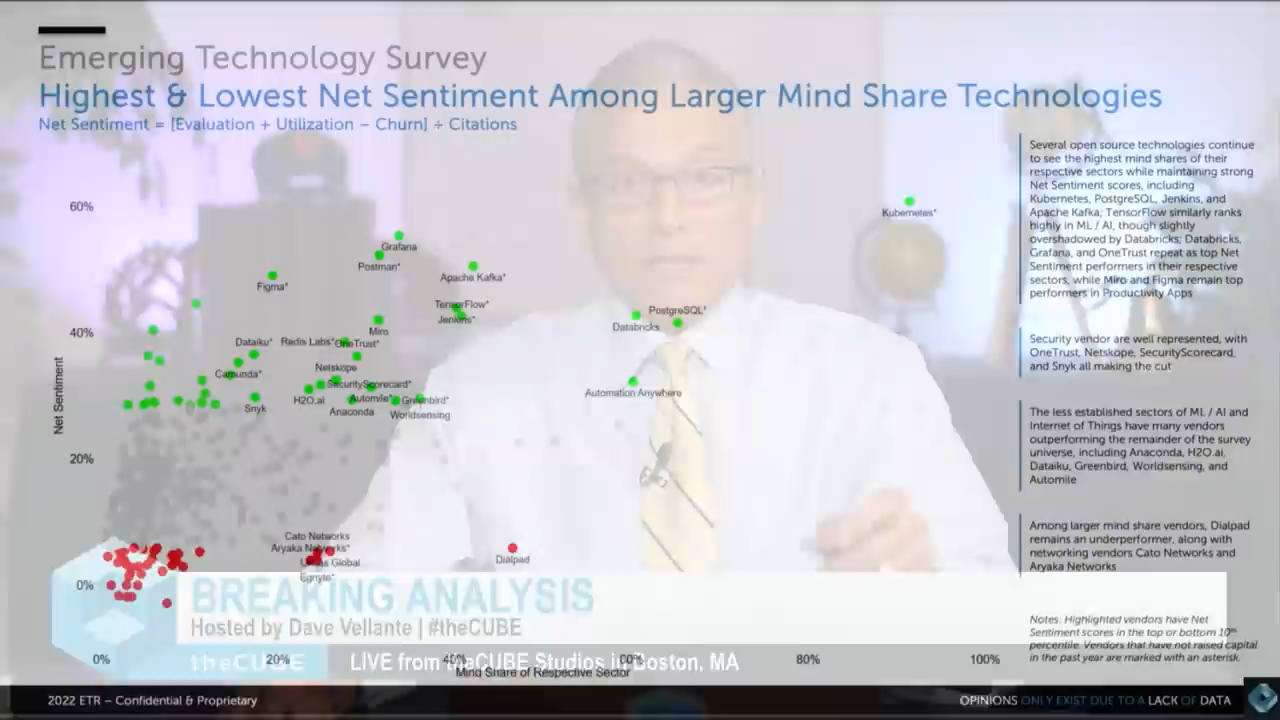 Emerging Technology Survey
Highest & Lowest Net Sentiment Among Larger Mind Share Technologies
Net Sentiment = [Evaluation + Utilization – Churn] ÷ Citations
Several open source technologies continue
to see the highest mind shares of their
respective sectors while maintaining strong
Net Sentiment scores, including
Kubernetes, PostgreSQL, Jenkins, and
Apache Kafka; TensorFlow similarly ranks
highly in ML / AI, though slightly
overshadowed by Databricks; Databricks,
Grafana, and OneTrust repeat as top Net
Sentiment performers in their respective
sectors, while Miro and Figma remain top
performers in Productivity Apps
Security vendor are well represented, with
OneTrust, Netskope, SecurityScorecard,
and Snyk all making the cut
The less established sectors of ML / AI and
Internet of Things have many vendors
outperforming the remainder of the survey
universe, including Anaconda, H2O.ai,
Dataiku, Greenbird, Worldsensing, and
Automile
Among larger mind share vendors, Dialpad
remains an underperformer, along with
networking vendors Cato Networks and
Aryaka Networks
Notes: Highlighted vendors have Net
Sentiment scores in the top or bottom 10th
percentile. Vendors that have not raised capital
in the past year are marked with an asterisk.
Net Sentiment
60%
40%
20%
0%
Kubernetes*
Grafana
Postman*
Apache Kafka*
Figma*
TensorFlow*
Jenkins*
PostgreSQL*
Databricks
Miro
Dataiku*
Redis Labs*
OneTrust*
Netskope
Camunda*
SecurityScorecard*
Automation Anywhere
Snyk
H2O.ai
Automile*
Greenbird*
Anaconda
Worldsensing
Cato Networks
Aryaka Networks*
Global
Egnyte*
Dialpad
BREAKING ANALYSIS
Hosted by Dave Vellante | #theCUBE
theCUBE
LIVE from theCUBE Studios in Boston, MA
0%
20%
40%
60%
80%
100%
Mind Share of Respective Sector
2022 ETR – Confidential & Proprietary
OPINIONS ONLY EXIST DUE TO A LACK OF DATA